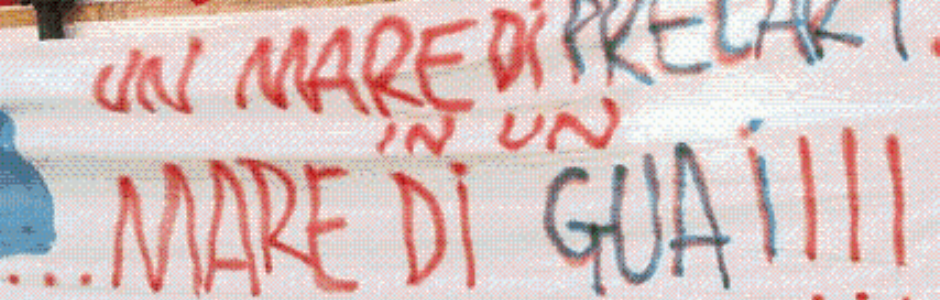 UN MARE Di PRECARI.
iN UN
...MARE Di GUAi!!!